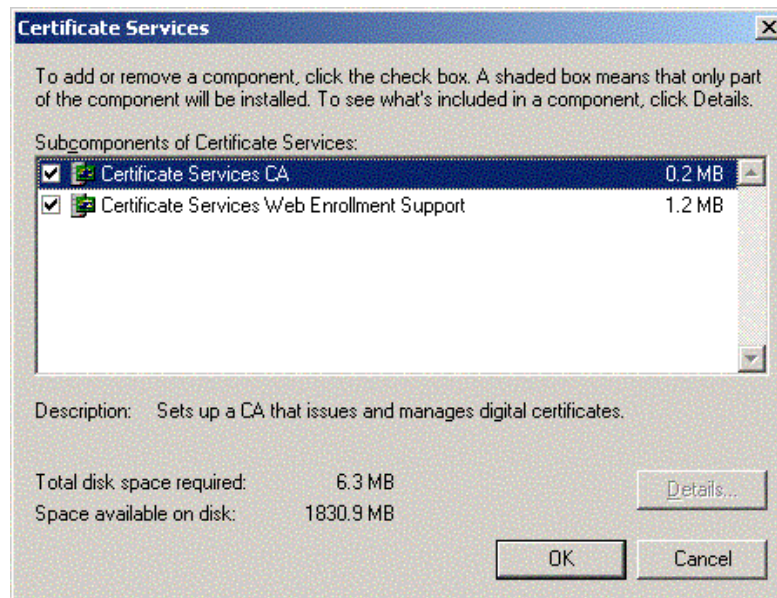 Certificate Services
To add or remove a component, click the check box. A shaded box means that only part
of the component will be installed. To see what's included in a component, click Details.
Subcomponents of Certificate Services:
Certificate Services CA 0.2 MB
Certificate Services Web Enrollment Support 1.2 MB
Description: Sets up a CA that issues and manages digital certificates.
Total disk space required: 6.3 MB
Details...
Space available on disk: 1830.9 MB
OK Cancel